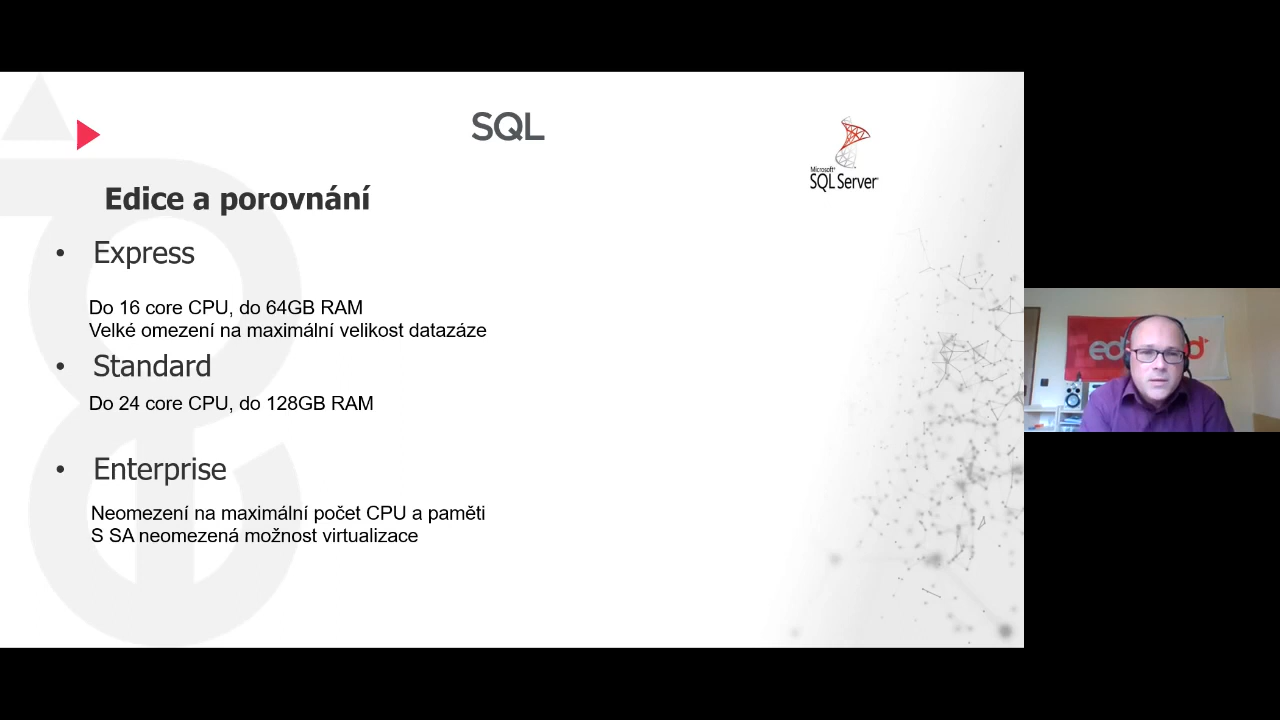 SQL
Microsoft®
SQL Server
Edice a porovnání
• Express
Do 16 core CPU, do 64GB RAM
Velké omezení na maximální velikost datazáze
• Standard
Do 24 core CPU, do 128GB RAM
• Enterprise
Neomezení na maximální počet CPU a paměti
S SA neomezená možnost virtualizace